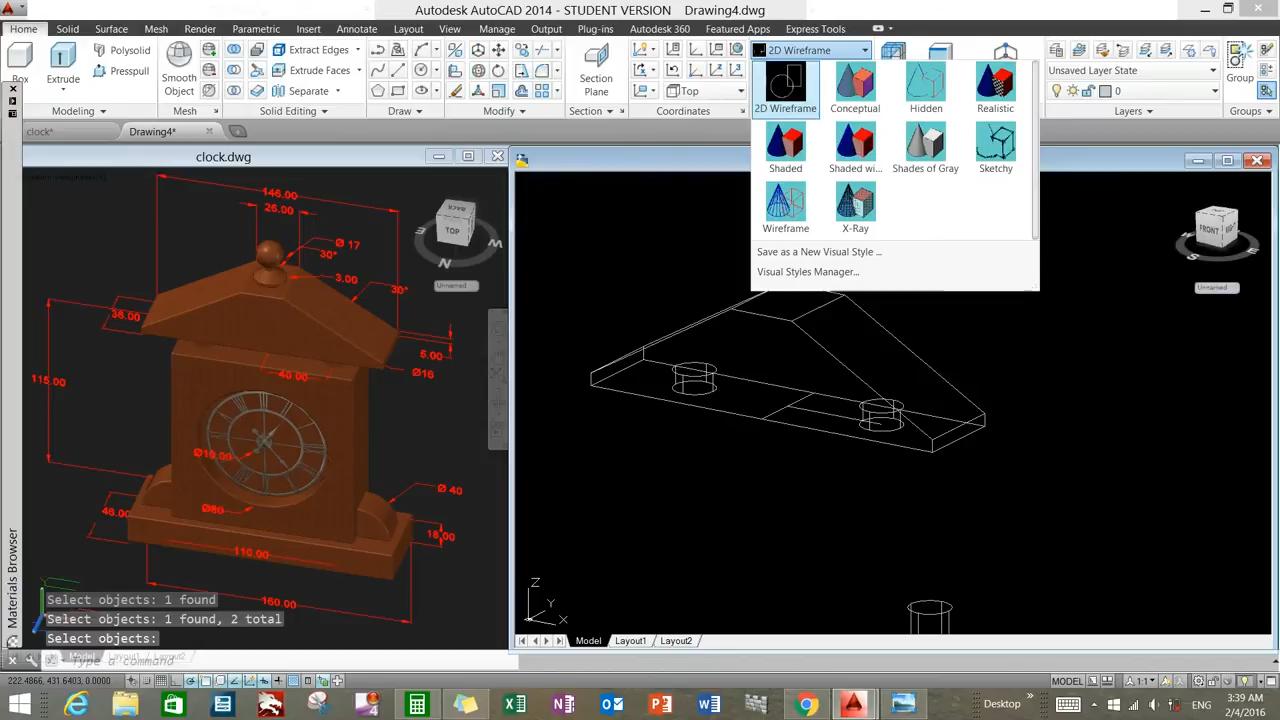 Autodesk AutoCAD 2014 - STUDENT VERSION Drawing4.dwg
Home Solid Surface Mesh Parametric Insert Annotate Layout View Manage Output Plug-ins Autodesk 360 Featured Apps Express Tools
Box
Extrude
Polysolid
Presspull
Modeling
Smooth
Object
Mesh
Extract Edges
Extrude Faces
Separate
Solid Editing
Draw
Modify
Section
Plane
Section
Top
Coordinates
2D Wireframe
2D Wireframe
Conceptual
Hidden
Realistic
Shaded
Shaded wi...
Shades of Gray
Sketchy
Wireframe
X-Ray
Save as a New Visual Style ...
Visual Styles Manager...
Unsaved Layer State
0
Layers
Group
Groups
clock*
Drawing4*
clock.dwg
146.00
26.00
Ø 17
30°
3.00
30°
36.00
5.00
Ø16
40.00
115.00
Ø10.00
Ø80
Ø 40
46.00
18.00
110.00
160.00
BACK
TOP
W
E
N
Unnamed
FRONT
S
E
Unnamed
Z
Y
X
Materials Browser
Select objects: 1 found
Select objects: 1 found, 2 total
Select objects:
Type a command
Model Layout1 Layout2
Model Layout1 Layout2
222.4866, 431.6403, 0.0000
MODEL
1:1
Desktop
ENG
3:39 AM
2/4/2016